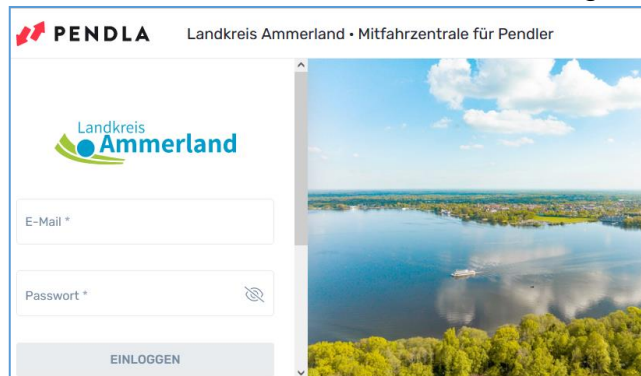 PENDLA
Landkreis Ammerland • Mitfahrzentrale für Pendler
Landkreis
Ammerland
E-Mail *
Passwort *
EINLOGGEN